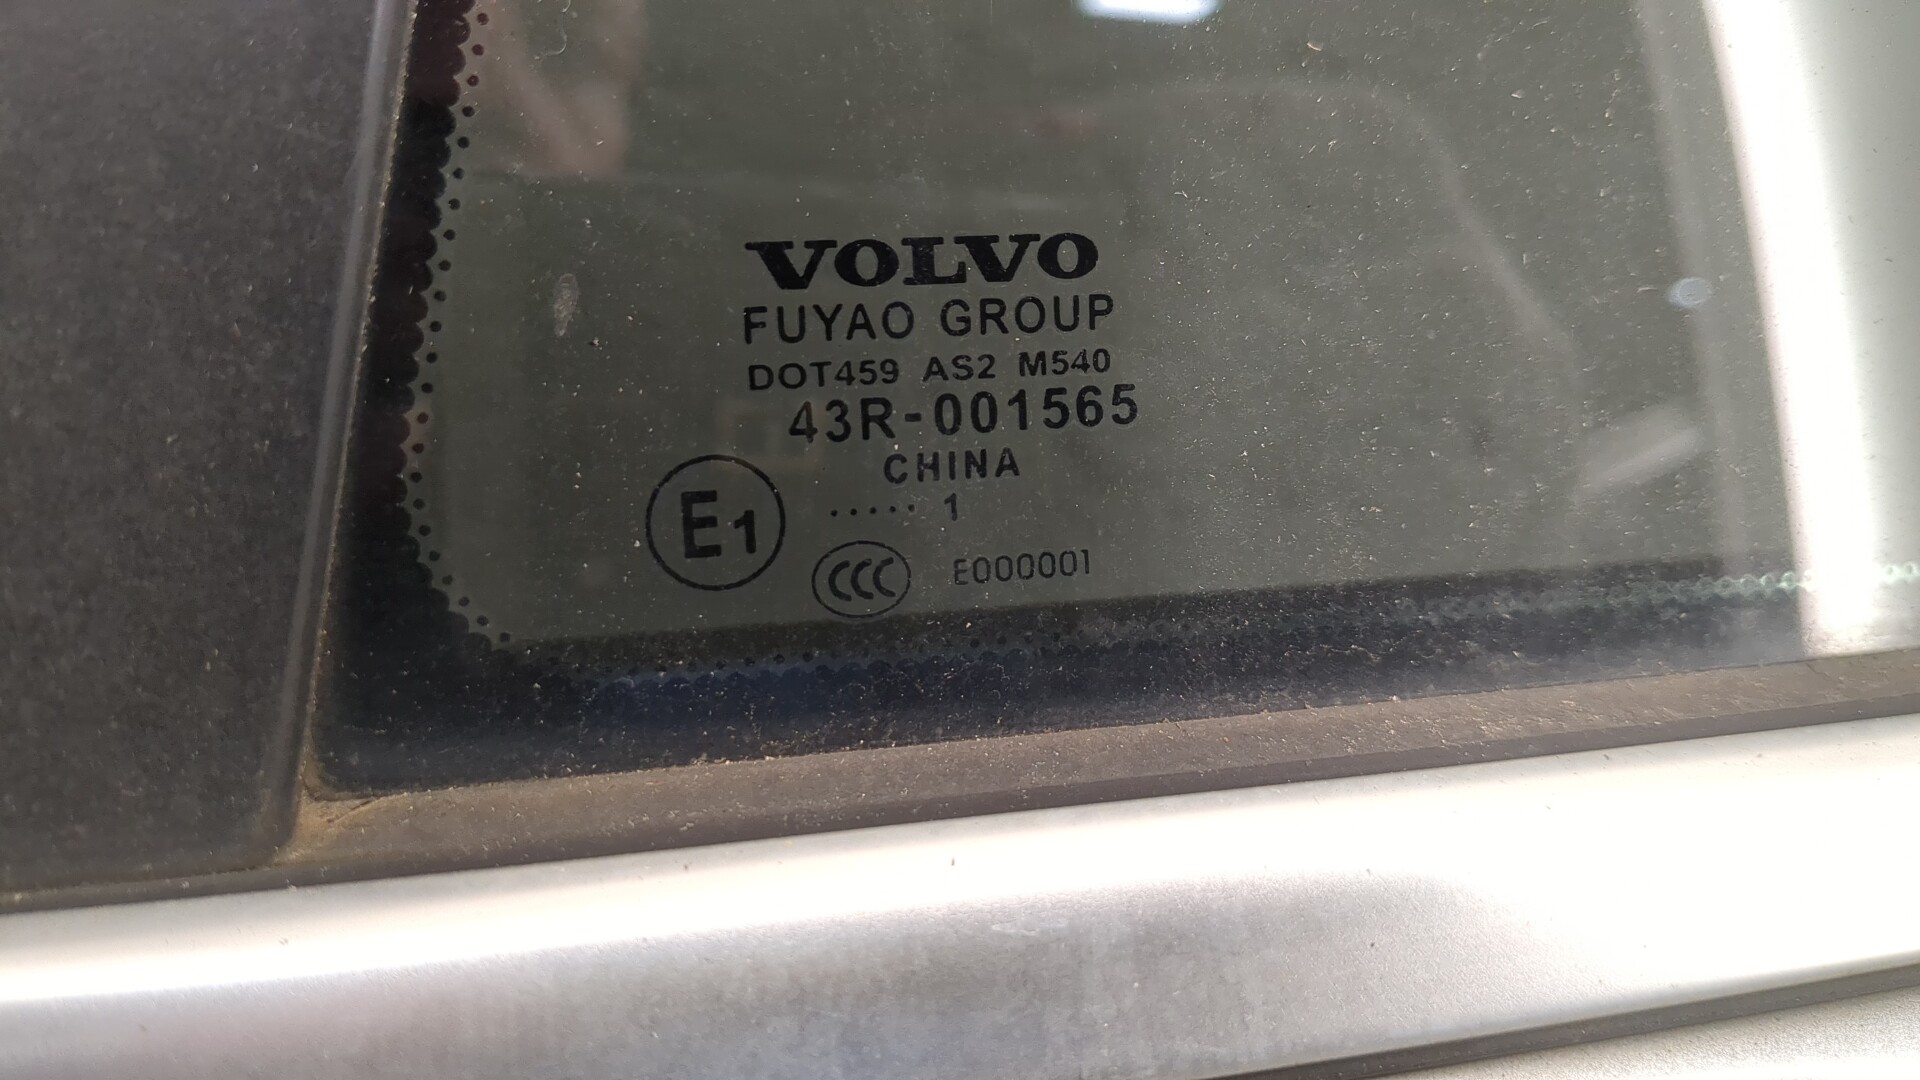 VOLVO
FUYAO GROUP
DOT459 AS2 M540
43R-001565
CHINA
E1
..... 1
CCC E000001